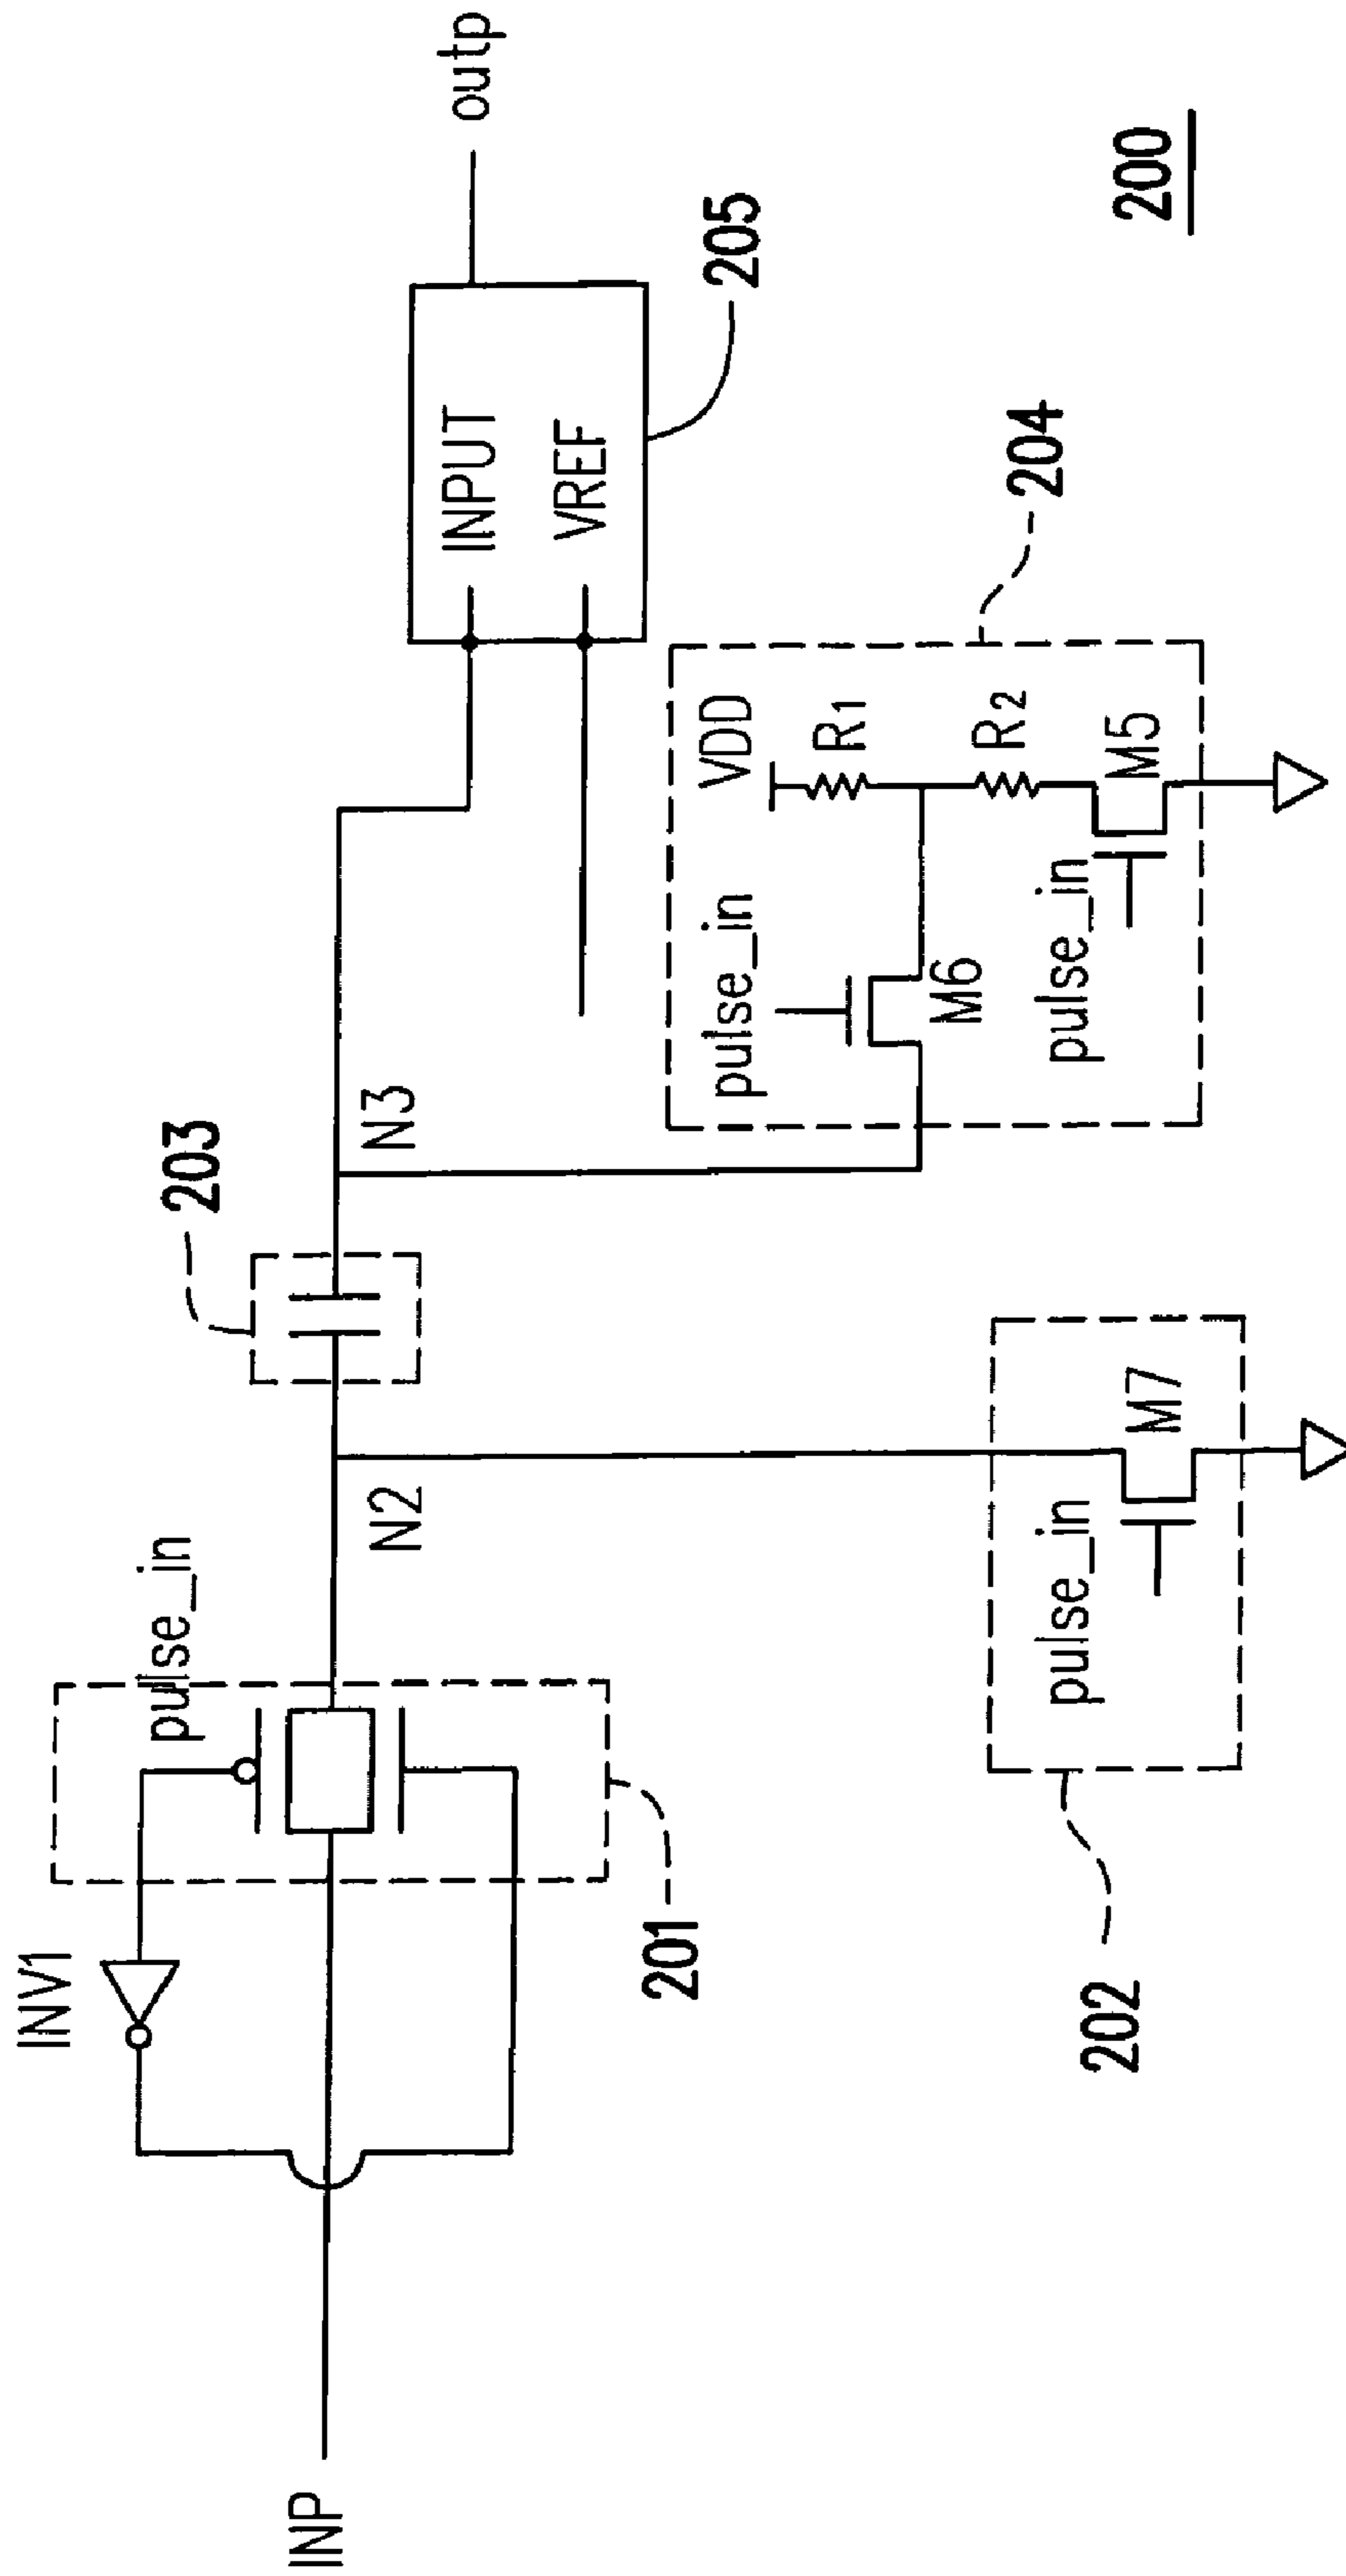 INV1
pulse_in
203
outp
INP
N2
N3
INPUT
VREF
205
201
pulse_in
VDD
R1
M6
204
R2
202
pulse_in
M7
pulse_in
M5
200